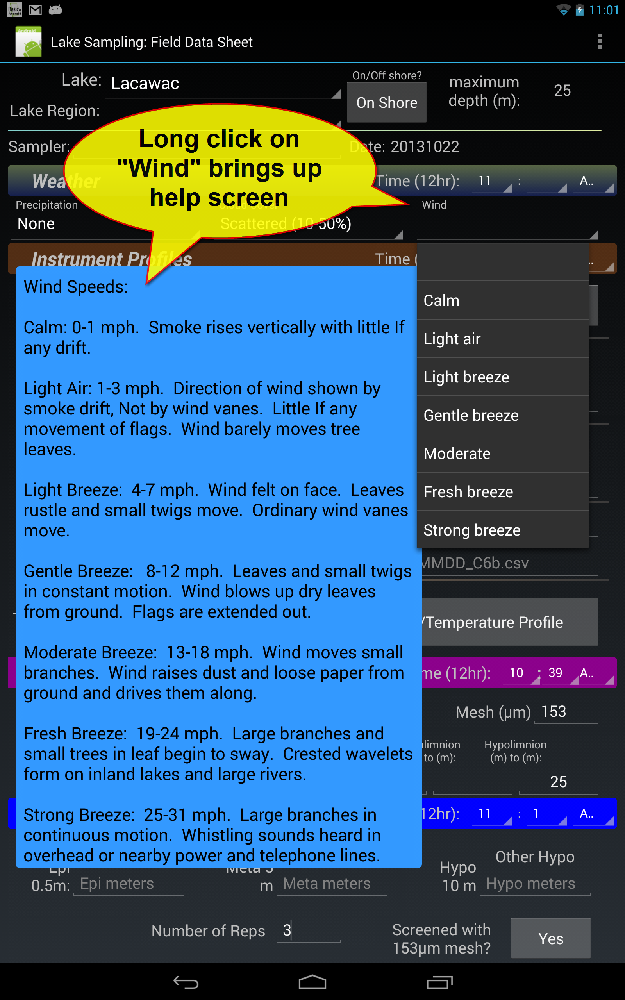 Basic4
Android
11:01
Android
Lake Sampling: Field Data Sheet
Lake: Lacawac
On/Off shore?
On Shore
maximum
depth (m):
25
Lake Region:
Long click on
"Wind" brings up
help screen
Sampler:
Date: 20131022
Weather
Time (12hr): 11 : A..
Precipitation
Cloud Cover
Wind
None
Scattered (10-50%)
Instrument Profiles
Time (
..
Wind Speeds:
Calm: 0-1 mph.  Smoke rises vertically with little If
any drift.
Light Air: 1-3 mph.  Direction of wind shown by
smoke drift, Not by wind vanes.  Little If any
movement of flags.  Wind barely moves tree
leaves.
Light Breeze:  4-7 mph.  Wind felt on face.  Leaves
rustle and small twigs move.  Ordinary wind vanes
move.
Gentle Breeze:   8-12 mph.  Leaves and small twigs
in constant motion.  Wind blows up dry leaves
from ground.  Flags are extended out.
Moderate Breeze:  13-18 mph.  Wind moves small
branches.  Wind raises dust and loose paper from
ground and drives them along.
Fresh Breeze:  19-24 mph.  Large branches and
small trees in leaf begin to sway.  Crested wavelets
form on inland lakes and large rivers.
Strong Breeze:  25-31 mph.  Large branches in
continuous motion.  Whistling sounds heard in
overhead or nearby power and telephone lines.
Calm
Light air
Light breeze
Gentle breeze
Moderate
Fresh breeze
Strong breeze
MMDD_C6b.csv
/Temperature Profile
me (12hr): 10 : 39 A..
Mesh (µm) 153
alimnion
to (m):
Hypolimnion
(m) to (m):
25
12hr): 11 : 1 A..
Epi
0.5m: Epi meters
Meta 5
m Meta meters
Hypo
10 m
Other Hypo
Hypo meters
Number of Reps 3
Screened with
153µm mesh?
Yes